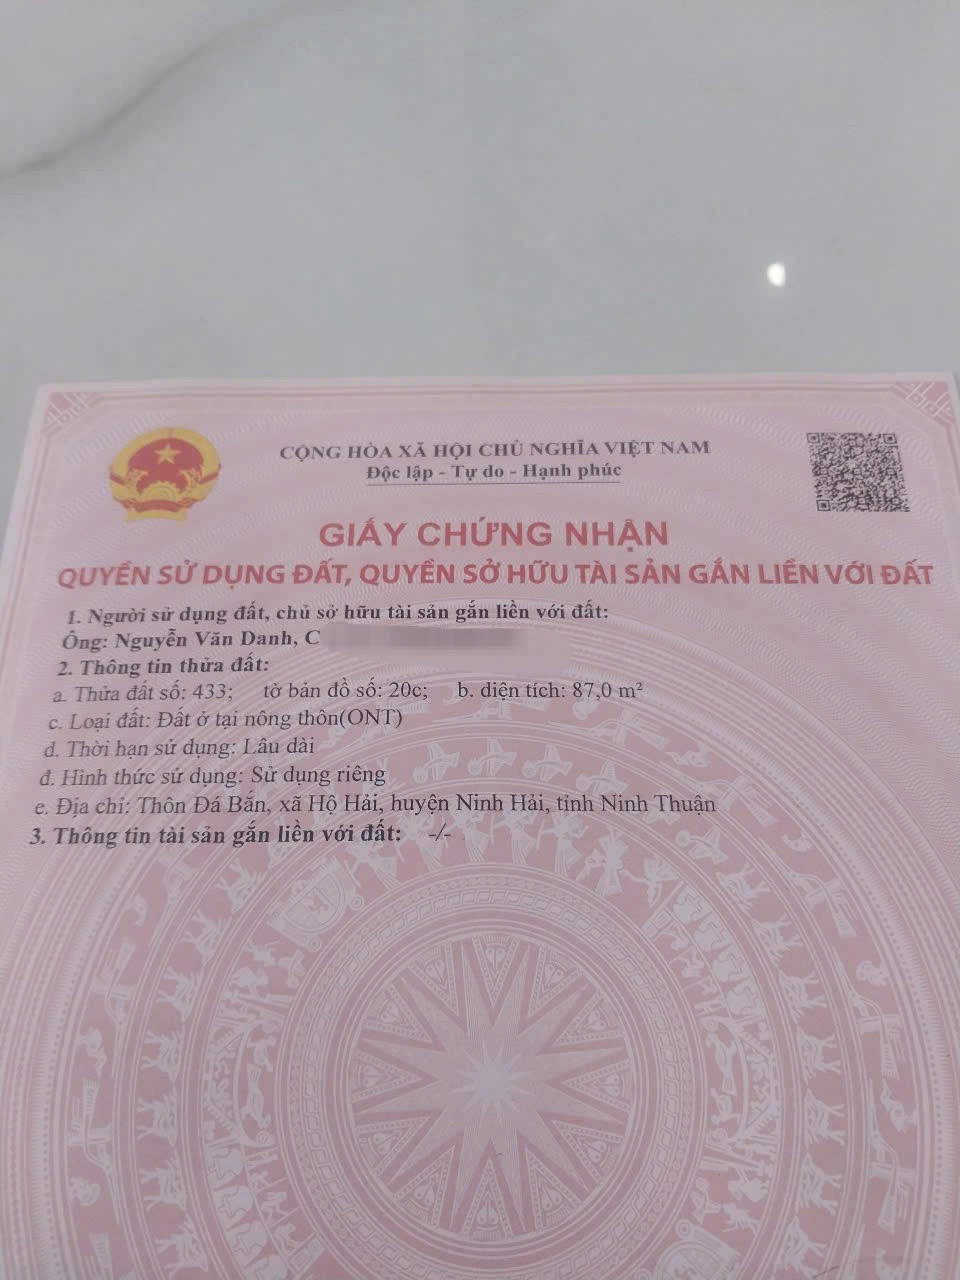 CỘNG HÒA XÃ HỘI CHỦ NGHĨA VIỆT NAM
Độc lập - Tự do - Hạnh phúc
GIẤY CHỨNG NHẬN
QUYỀN SỬ DỤNG ĐẤT, QUYỀN SỞ HỮU TÀI SẢN GẮN LIỀN VỚI ĐẤT
1. Người sử dụng đất, chủ sở hữu tài sản gắn liền với đất:
Ông: Nguyễn Văn Danh, C
2. Thông tin thửa đất:
a. Thửa đất số: 433; tờ bản đồ số: 20c; b. diện tích: 87,0 m²
c. Loại đất: Đất ở tại nông thôn(ONT)
d. Thời hạn sử dụng: Lâu dài
đ. Hình thức sử dụng: Sử dụng riêng
e. Địa chỉ: Thôn Đá Bắn, xã Hộ Hải, huyện Ninh Hải, tỉnh Ninh Thuận
3. Thông tin tài sản gắn liền với đất: -/-